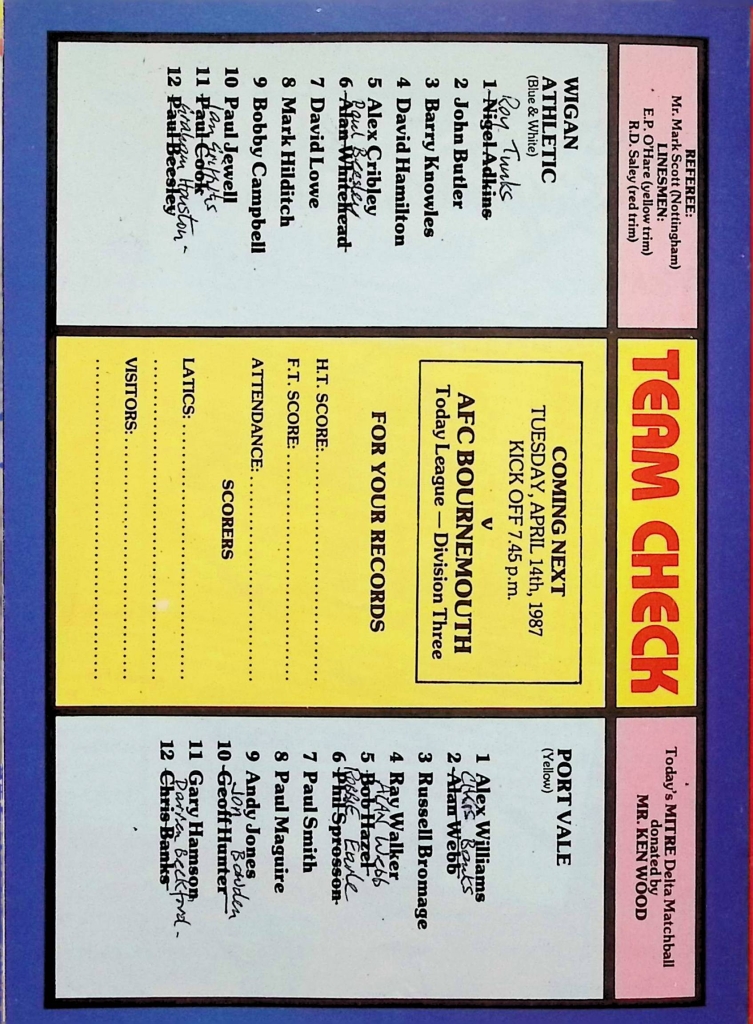 REFEREE:
Mr. Mark Scott (Nottingham)
LINESMEN:
E.P. O'Hare (yellow trim)
R.D. Saley (red trim)
TEAM CHECK
Today's MITRE Delta Matchball
donated by
MR. KEN WOOD
WIGAN
ATHLETIC
(Blue & White)
Roy Tunks
1 Nigel Adkins
2 John Butler
3 Barry Knowles
4 David Hamilton
5 Alex Cribley
Paul Beesley
6 Alan Whitehead
7 David Lowe
8 Mark Hilditch
9 Bobby Campbell
10 Paul Jewell
Ian Griffiths
11 Paul Cook
Graham Houston -
12 Paul Beesley
COMING NEXT
TUESDAY, APRIL 14th, 1987
KICK OFF 7.45 p.m.
v
AFC BOURNEMOUTH
Today League — Division Three
FOR YOUR RECORDS
H.T. SCORE:
F.T. SCORE:
ATTENDANCE:
SCORERS
LATICS:
VISITORS:
PORT VALE
(Yellow)
1 Alex Williams
Chris Banks
2 Alan Webb
3 Russell Bromage
4 Ray Walker
Alan Webb
5 Bob Hazel
Robbie Earle
6 Phil Sprosson
7 Paul Smith
8 Paul Maguire
9 Andy Jones
Jon Bowden
10 Geoff Hunter
11 Gary Hamson
Darren Beckford -
12 Chris Banks